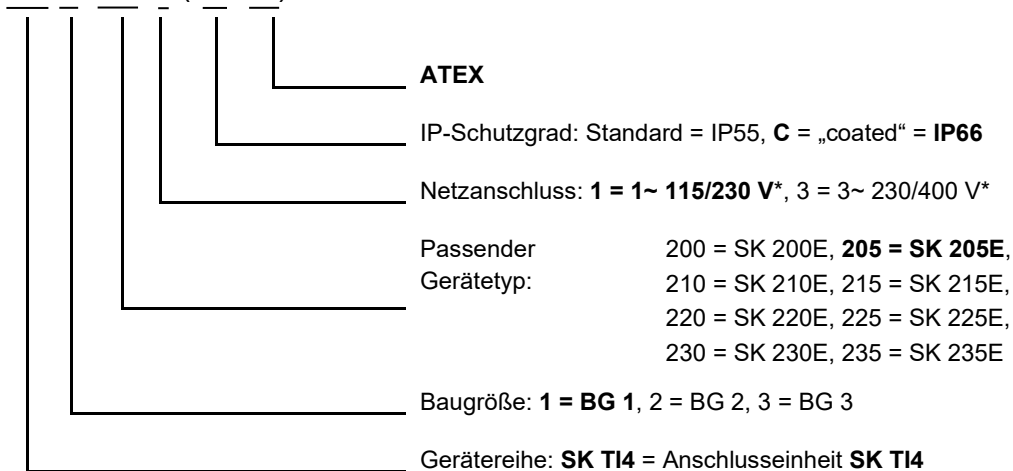 ATEX
IP-Schutzgrad: Standard = IP55, C = „coated“ = IP66
Netzanschluss: 1 = 1~ 115/230 V*, 3 = 3~ 230/400 V*
Passender 200 = SK 200E, 205 = SK 205E,
Gerätetyp: 210 = SK 210E, 215 = SK 215E,
220 = SK 220E, 225 = SK 225E,
230 = SK 230E, 235 = SK 235E
Baugröße: 1 = BG 1, 2 = BG 2, 3 = BG 3
Gerätereihe: SK TI4 = Anschlusseinheit SK TI4